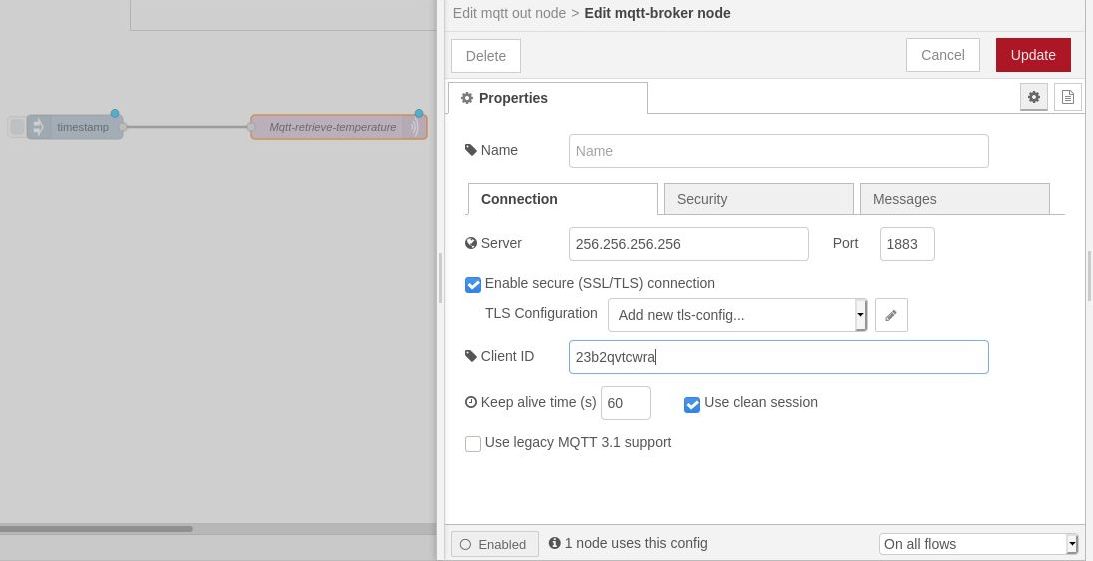 Edit mqtt out node > Edit mqtt-broker node
Delete
Cancel
Update
Properties
timestamp
Mqtt-retrieve-temperature
Name
Name
Connection
Security
Messages
Server
256.256.256.256
Port
1883
Enable secure (SSL/TLS) connection
TLS Configuration
Add new tls-config...
Client ID
23b2qvtcwra
Keep alive time (s)
60
Use clean session
Use legacy MQTT 3.1 support
Enabled
1 node uses this config
On all flows